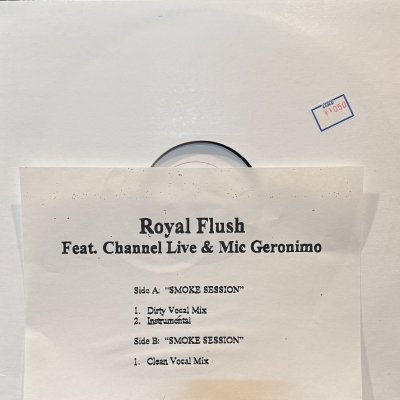 ¥1050
Royal Flush
Feat. Channel Live & Mic Geronimo
Side A: "SMOKE SESSION"
1. Dirty Vocal Mix
2. Instrumental
Side B: "SMOKE SESSION"
1. Clean Vocal Mix